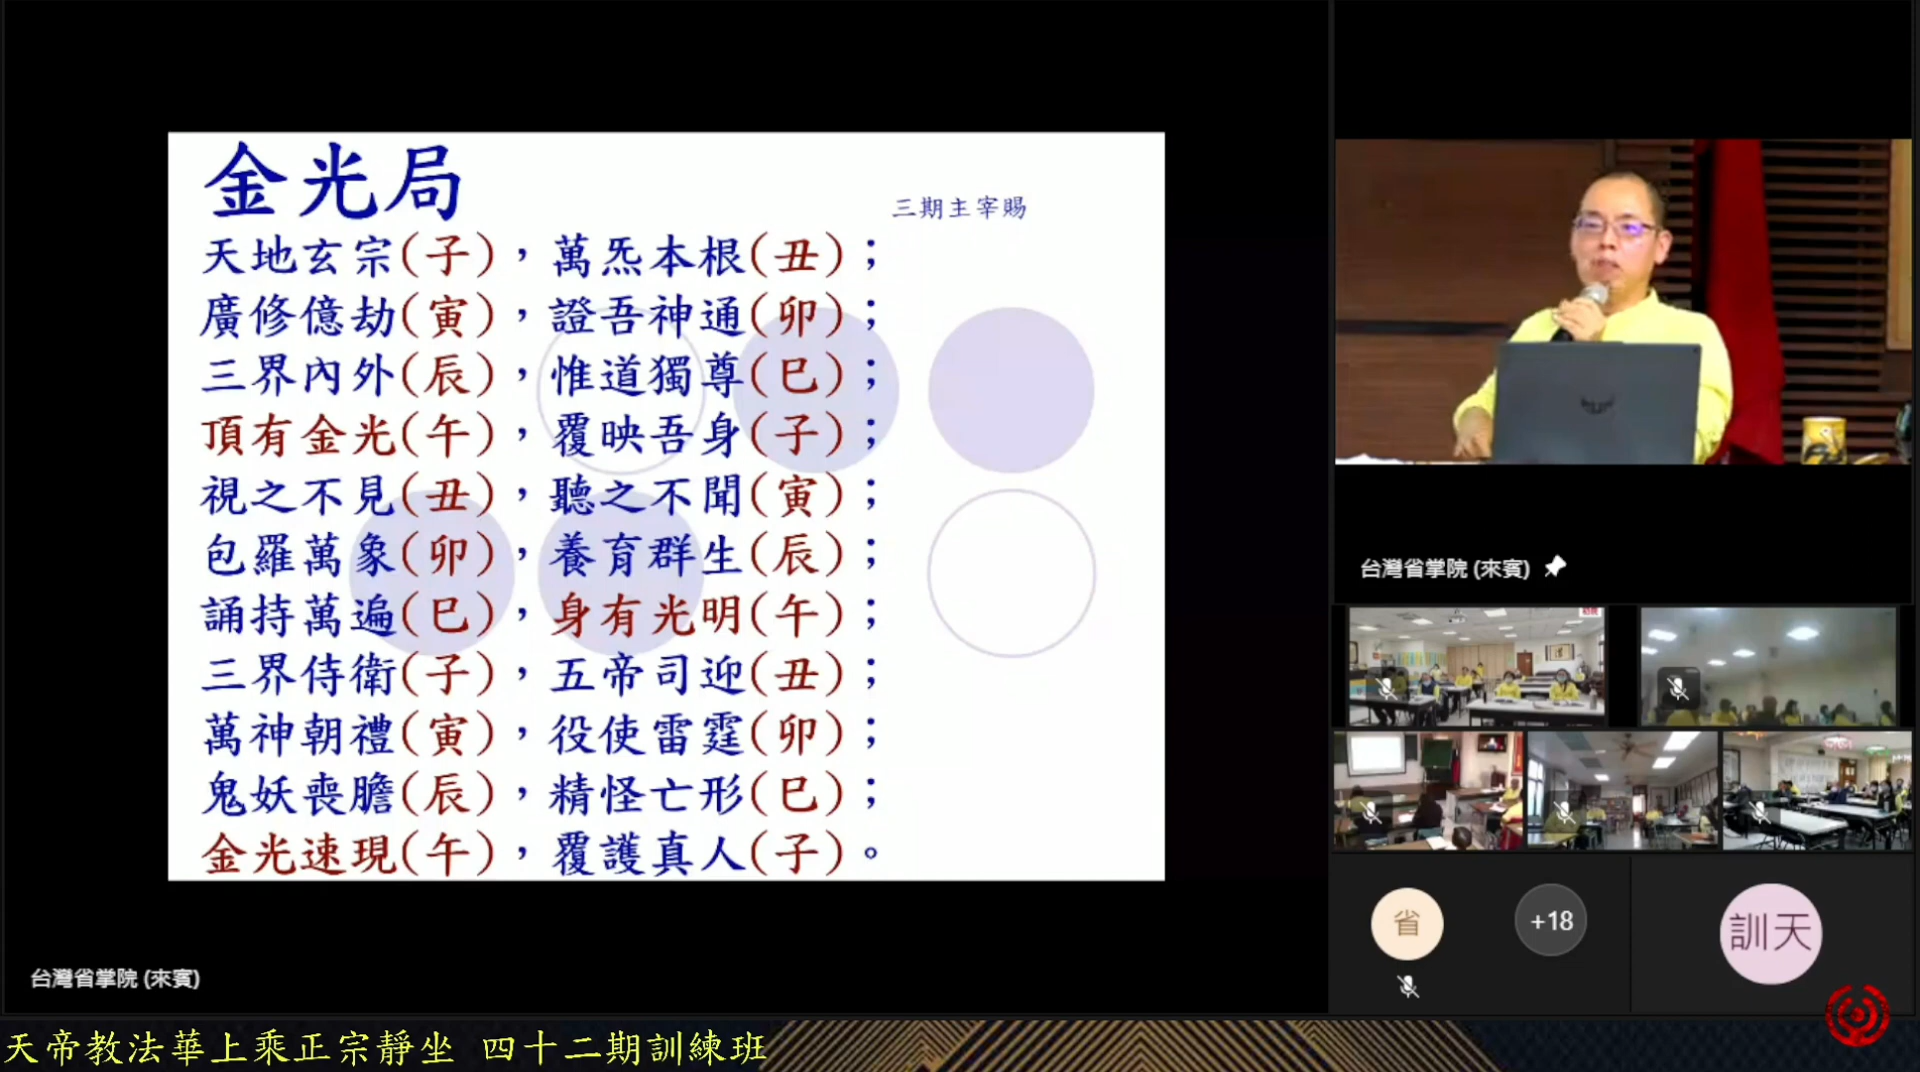 金光局
三期主宰賜
天地玄宗(子),萬炁本根(丑);
廣修億劫(寅),證吾神通(卯);
三界內外(辰),惟道獨尊(巳);
頂有金光(午),覆映吾身(子);
視之不見(丑),聽之不聞(寅);
包羅萬象(卯),養育群生(辰);
誦持萬遍(巳),身有光明(午);
三界侍衛(子),五帝司迎(丑);
萬神朝禮(寅),役使雷霆(卯);
鬼妖喪膽(辰),精怪亡形(巳);
金光速現(午),覆護真人(子)。
台灣省掌院 (來賓)
台灣省掌院 (來賓)
省
+18
訓天
天帝教法華上乘正宗靜坐 四十二期訓練班